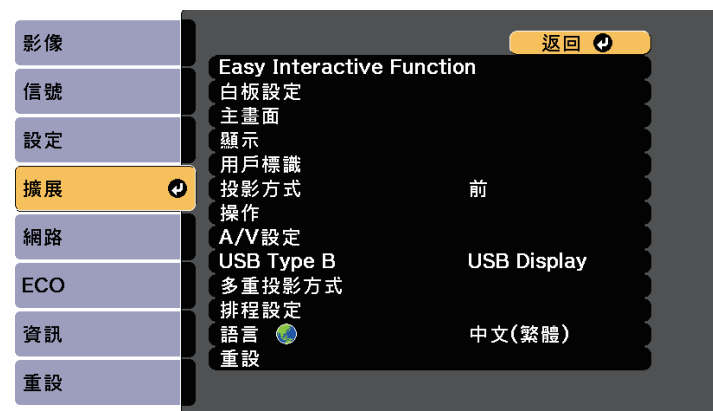 影像
信號
設定
擴展
網路
ECO
資訊
重設
返回
Easy Interactive Function
白板設定
主畫面
顯示
用戶標識
投影方式 前
操作
A/V設定
USB Type B USB Display
多重投影方式
排程設定
語言 中文(繁體)
重設